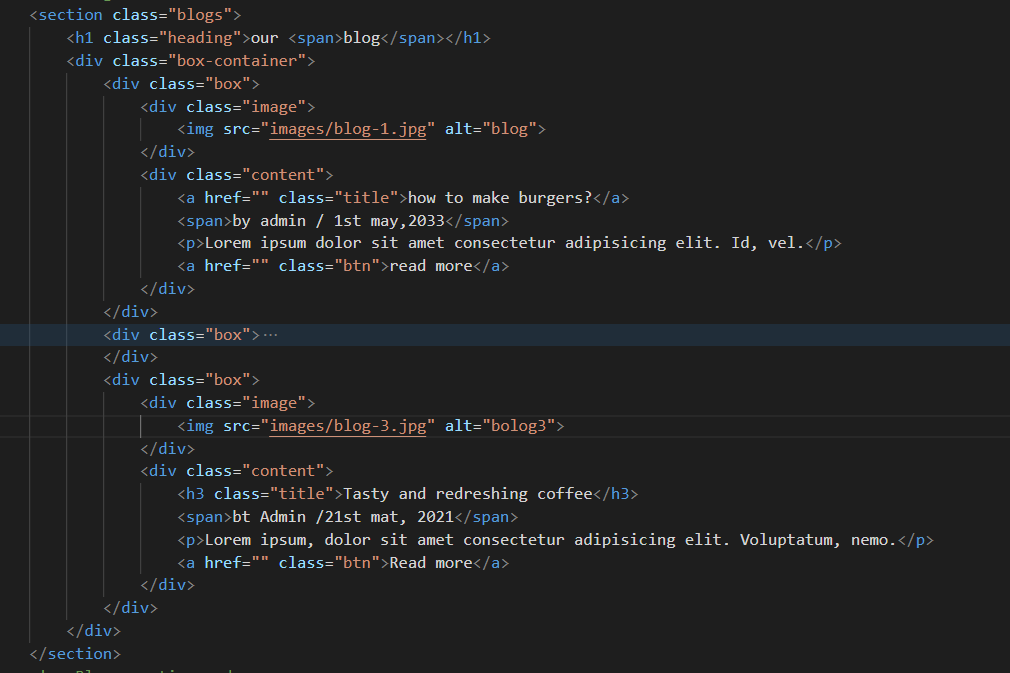 <section class="blogs">
<h1 class="heading">our <span>blog</span></h1>
<div class="box-container">
<div class="box">
<div class="image">
<img src="images/blog-1.jpg" alt="blog">
</div>
<div class="content">
<a href="" class="title">how to make burgers?</a>
<span>by admin / 1st may,2033</span>
<p>Lorem ipsum dolor sit amet consectetur adipisicing elit. Id, vel.</p>
<a href="" class="btn">read more</a>
</div>
</div>
<div class="box">···
</div>
<div class="box">
<div class="image">
<img src="images/blog-3.jpg" alt="bolog3">
</div>
<div class="content">
<h3 class="title">Tasty and redreshing coffee</h3>
<span>bt Admin /21st mat, 2021</span>
<p>Lorem ipsum, dolor sit amet consectetur adipisicing elit. Voluptatum, nemo.</p>
<a href="" class="btn">Read more</a>
</div>
</div>
</div>
</section>